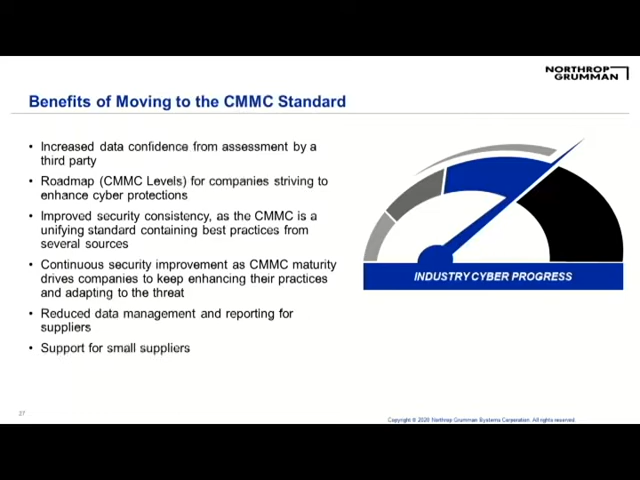 NORTHROP
GRUMMAN
Benefits of Moving to the CMMC Standard
• Increased data confidence from assessment by a
third party
• Roadmap (CMMC Levels) for companies striving to
enhance cyber protections
• Improved security consistency, as the CMMC is a
unifying standard containing best practices from
several sources
• Continuous security improvement as CMMC maturity
drives companies to keep enhancing their practices
and adapting to the threat
• Reduced data management and reporting for
suppliers
• Support for small suppliers
INDUSTRY CYBER PROGRESS
37
Copyright © 2020 Northrop Grumman Systems Corporation. All rights reserved.